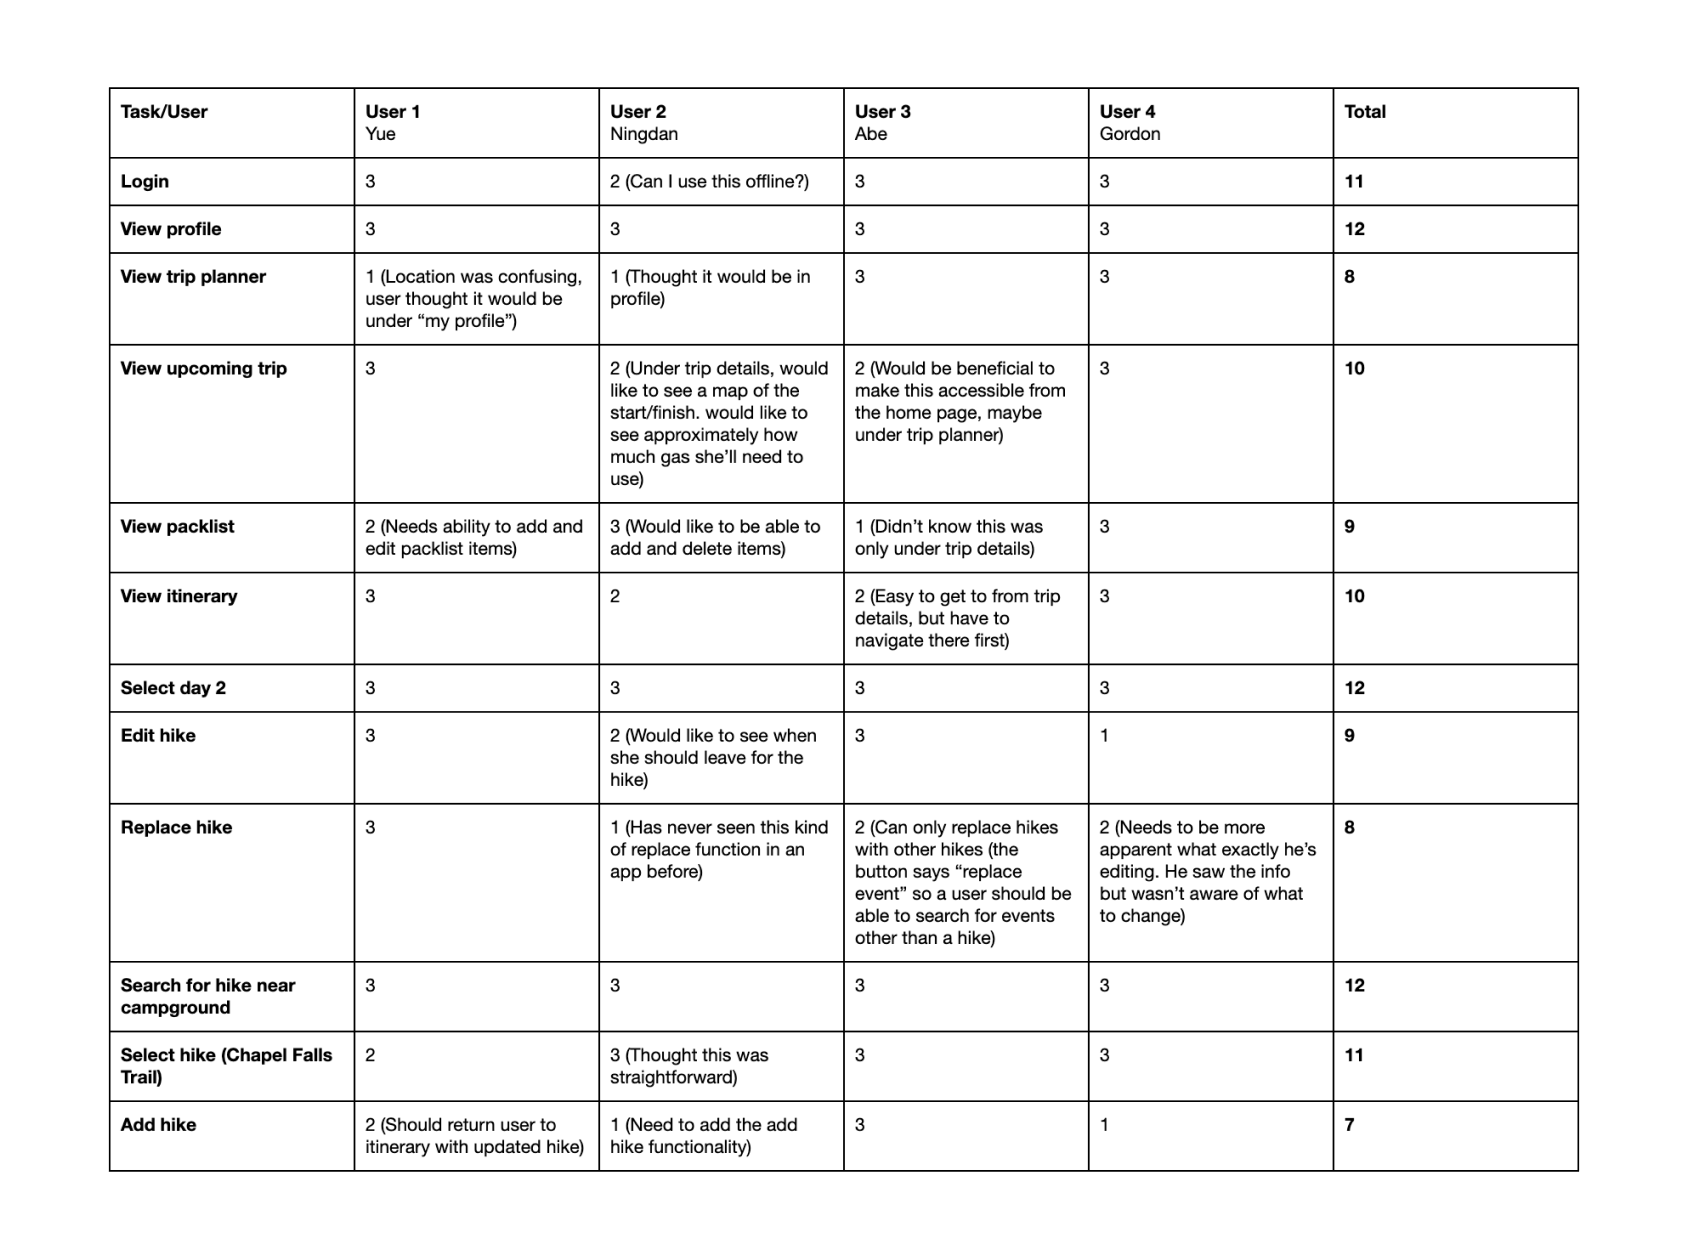 Task/User
User 1
Yue
User 2
Ningdan
User 3
Abe
User 4
Gordon
Total
Login
3
2 (Can I use this offline?)
3
3
11
View profile
3
3
3
3
12
View trip planner
1 (Location was confusing,
user thought it would be
under “my profile”)
1 (Thought it would be in
profile)
3
3
8
View upcoming trip
3
2 (Under trip details, would
like to see a map of the
start/finish. would like to
see approximately how
much gas she’ll need to
use)
2 (Would be beneficial to
make this accessible from
the home page, maybe
under trip planner)
3
10
View packlist
2 (Needs ability to add and
edit packlist items)
3 (Would like to be able to
add and delete items)
1 (Didn’t know this was
only under trip details)
3
9
View itinerary
3
2
2 (Easy to get to from trip
details, but have to
navigate there first)
3
10
Select day 2
3
3
3
3
12
Edit hike
3
2 (Would like to see when
she should leave for the
hike)
3
1
9
Replace hike
3
1 (Has never seen this kind
of replace function in an
app before)
2 (Can only replace hikes
with other hikes (the
button says “replace
event” so a user should be
able to search for events
other than a hike)
2 (Needs to be more
apparent what exactly he’s
editing. He saw the info
but wasn’t aware of what
to change)
8
Search for hike near
campground
3
3
3
3
12
Select hike (Chapel Falls
Trail)
2
3 (Thought this was
straightforward)
3
3
11
Add hike
2 (Should return user to
itinerary with updated hike)
1 (Need to add the add
hike functionality)
3
1
7